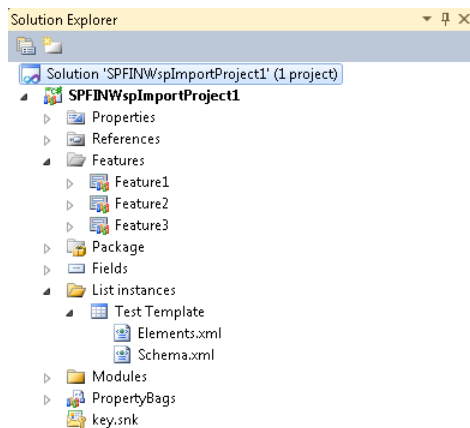 Solution Explorer
Solution 'SPFINWspImportProject1' (1 project)
SPFINWspImportProject1
Properties
References
Features
Feature1
Feature2
Feature3
Package
Fields
List instances
Test Template
Elements.xml
Schema.xml
Modules
PropertyBags
key.snk